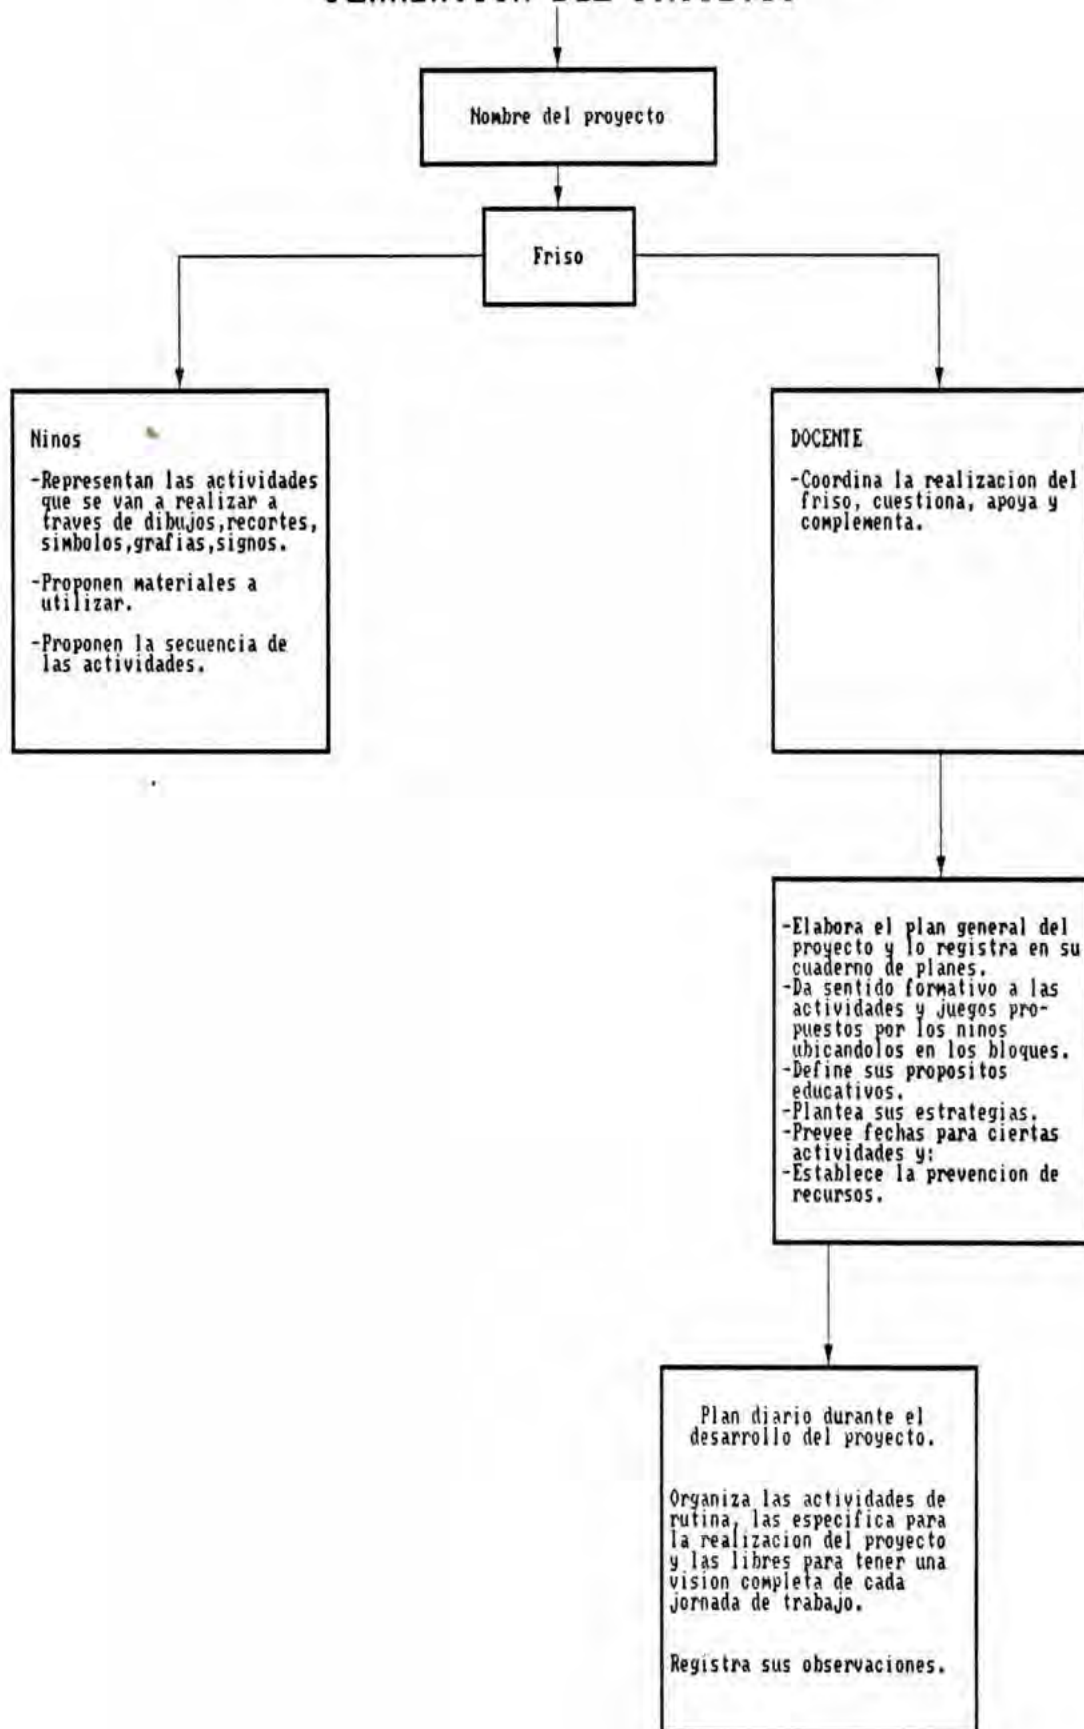 DEL
Nombre del proyecto
Friso
Ninos
-Representan las actividades
que se van a realizar a
traves de dibujos,recortes,
simbolos,grafias,signos.
-Proponen materiales a
utilizar.
-Proponen la secuencia de
las actividades.
DOCENTE
-Coordina la realizacion del
friso, cuestiona, apoya y
complementa.
-Elabora el plan general del
proyecto y lo registra en su
cuaderno de planes.
-Da sentido formativo a las
actividades y juegos pro-
puestos por los ninos
ubicandolos en los bloques.
-Define sus propositos
educativos.
-Plantea sus estrategias.
-Prevee fechas para ciertas
actividades y:
-Establece la prevencion de
recursos.
Plan diario durante el
desarrollo del proyecto.
Organiza las actividades de
rutina, las especifica para
la realizacion del proyecto
y las libres para tener una
vision completa de cada
jornada de trabajo.
Registra sus observaciones.